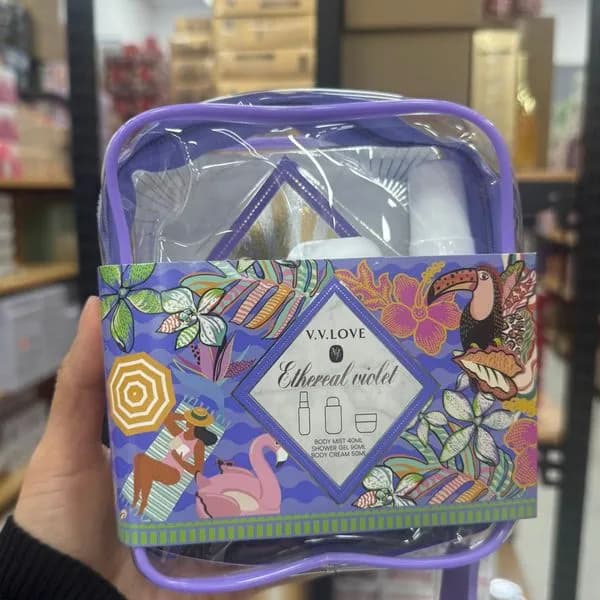 V.V.LOVE
Ethereal violet
BODY MIST 40ML
SHOWER GEL 90ML
BODY CREAM 50ML